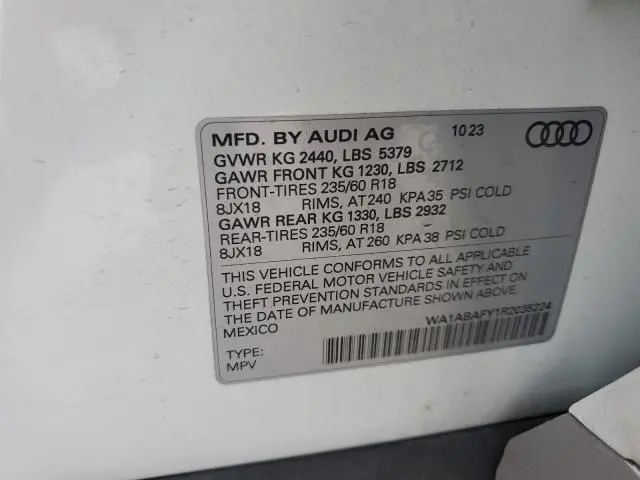 MFD. BY AUDI AG 10 23
GVWR KG 2440, LBS 5379
GAWR FRONT KG 1230, LBS 2712
FRONT-TIRES 235/60 R18
8JX18 RIMS, AT 240 KPA 35 PSI COLD
GAWR REAR KG 1330, LBS 2932
REAR-TIRES 235/60 R18
8JX18 RIMS, AT 260 KPA 38 PSI COLD
THIS VEHICLE CONFORMS TO ALL APPLICABLE
U.S. FEDERAL MOTOR VEHICLE SAFETY AND
THEFT PREVENTION STANDARDS IN EFFECT ON
THE DATE OF MANUFACTURE SHOWN ABOVE.
MEXICO
WA1ABAFY1R2036224
TYPE:
MPV